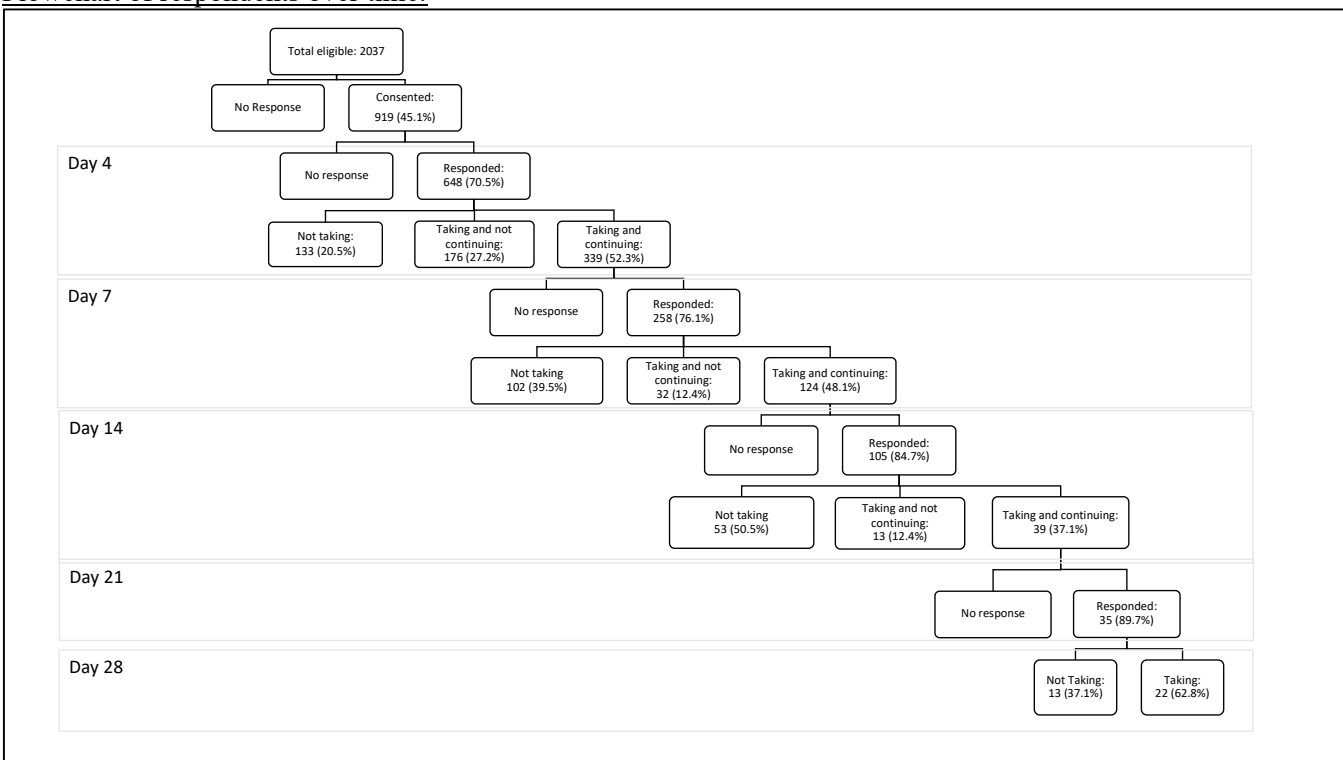 Flowchart of respondents over time:
Total eligible: 2037
No Response
Consented:
919 (45.1%)
Day 4
No response
Responded:
648 (70.5%)
Not taking:
133 (20.5%)
Taking and not
continuing:
176 (27.2%)
Taking and
continuing:
339 (52.3%)
Day 7
No response
Responded:
258 (76.1%)
Not taking
102 (39.5%)
Taking and not
continuing:
32 (12.4%)
Taking and continuing:
124 (48.1%)
Day 14
No response
Responded:
105 (84.7%)
Not taking
53 (50.5%)
Taking and not
continuing:
13 (12.4%)
Taking and continuing:
39 (37.1%)
Day 21
No response
Responded:
35 (89.7%)
Day 28
Not Taking:
13 (37.1%)
Taking:
22 (62.8%)